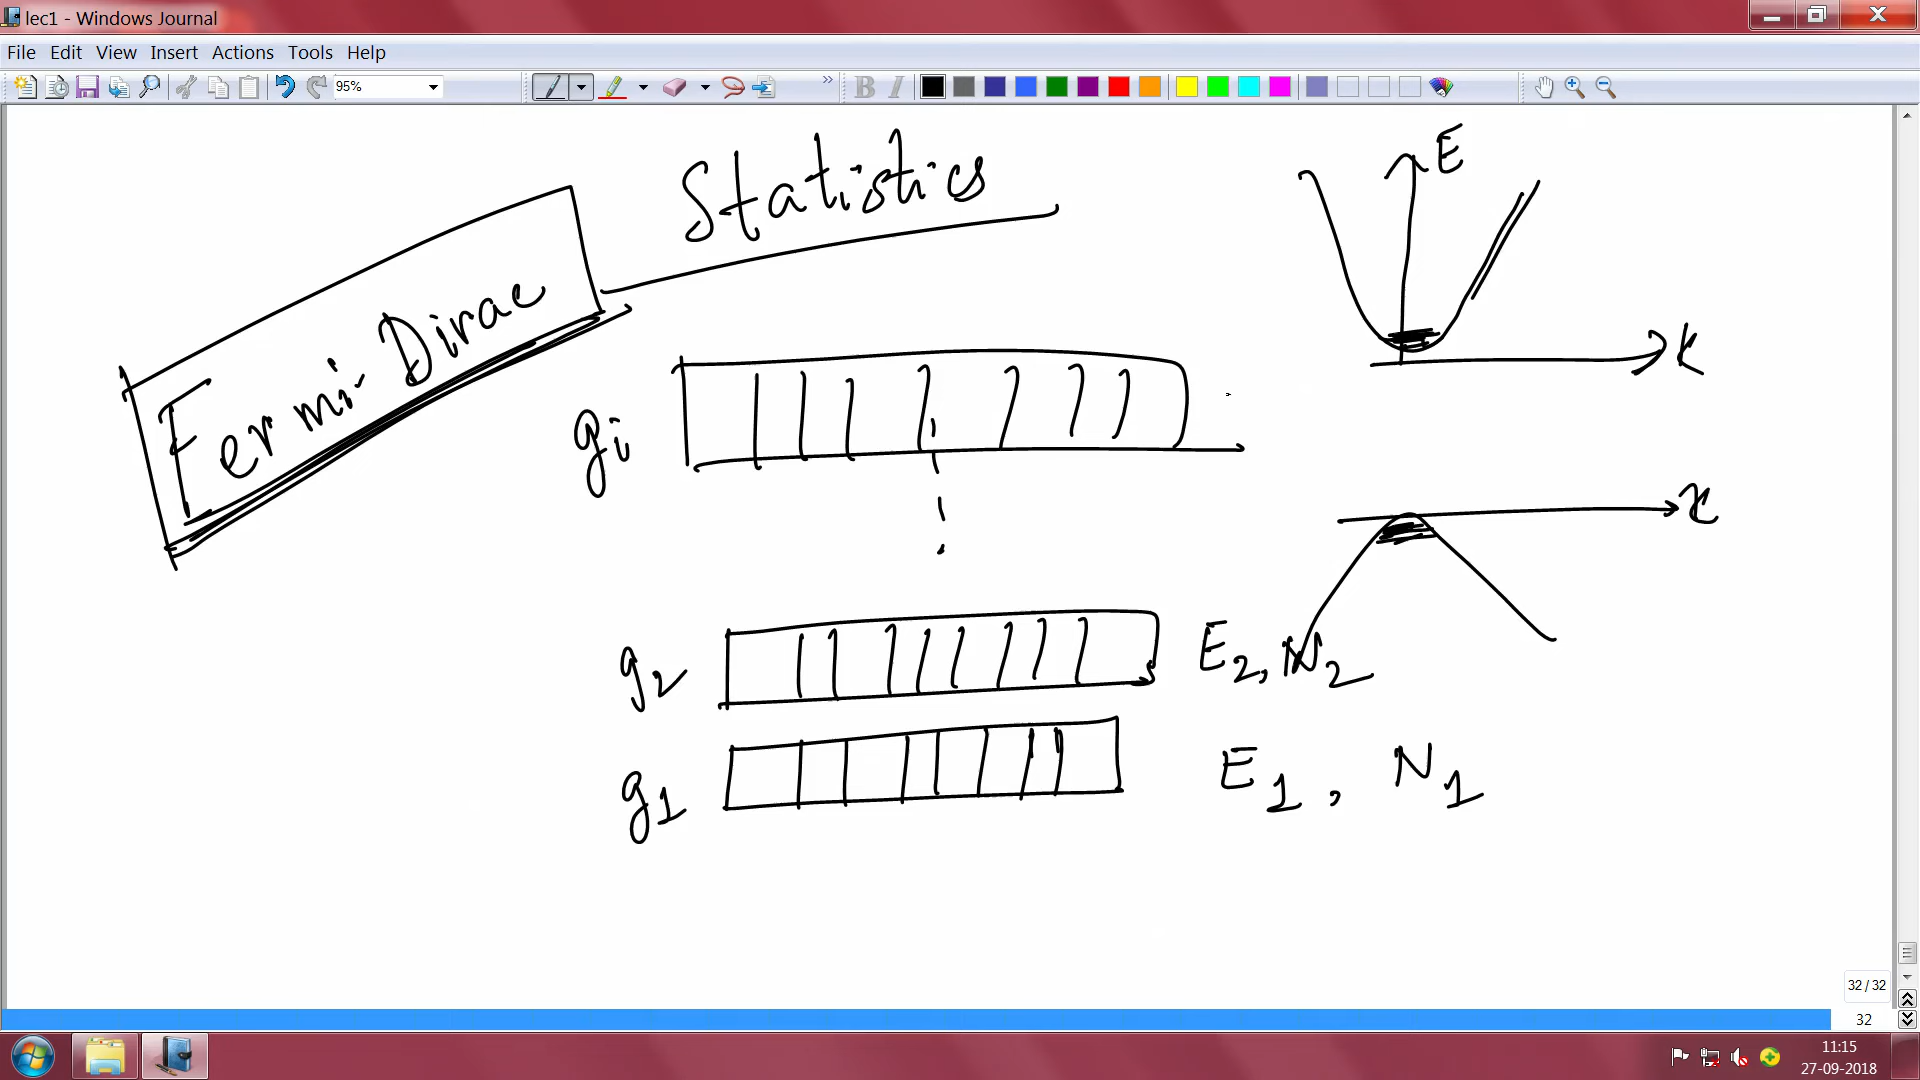 lec1 - Windows Journal
File Edit View Insert Actions Tools Help
95%
B I
Statistics
Fermi-Dirac
E
k
gi
x
g2 E2, N2
g1 E1, N1
32 / 32
32
11:15
27-09-2018